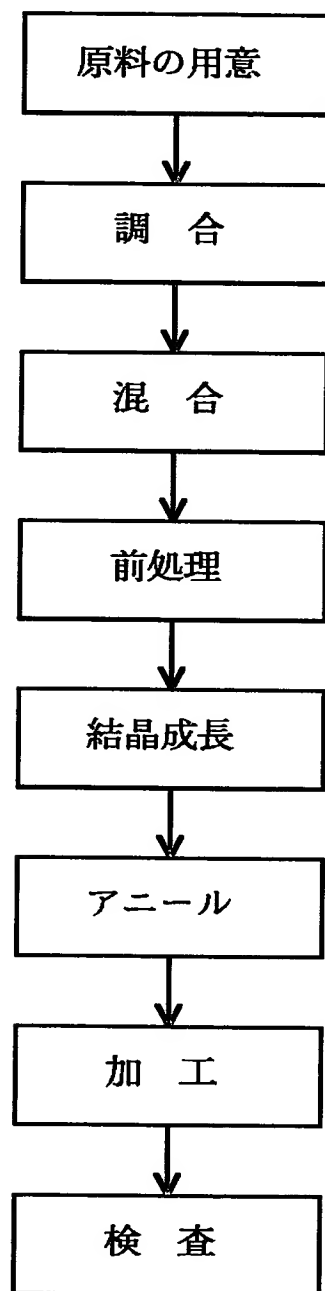 原料の用意
調　合
混　合
前処理
結晶成長
アニール
加　工
検　査